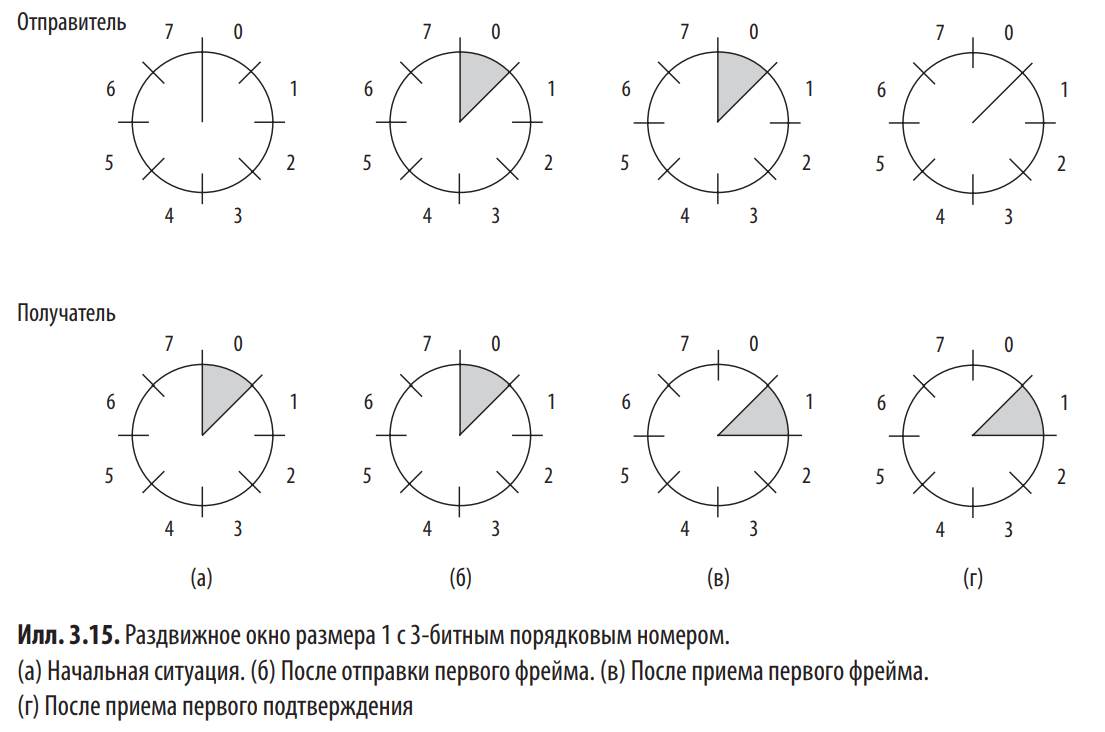 Отправитель
7 0 7 0 7 0 7 0
6 1 6 1 6 1 6 1
5 2 5 2 5 2 5 2
4 3 4 3 4 3 4 3
Получатель
7 0 7 0 7 0 7 0
6 1 6 1 6 1 6 1
5 2 5 2 5 2 5 2
4 3 4 3 4 3 4 3
(а) (б) (в) (г)
Илл. 3.15. Раздвижное окно размера 1 с 3-битным порядковым номером.
(а) Начальная ситуация. (б) После отправки первого фрейма. (в) После приема первого фрейма.
(г) После приема первого подтверждения